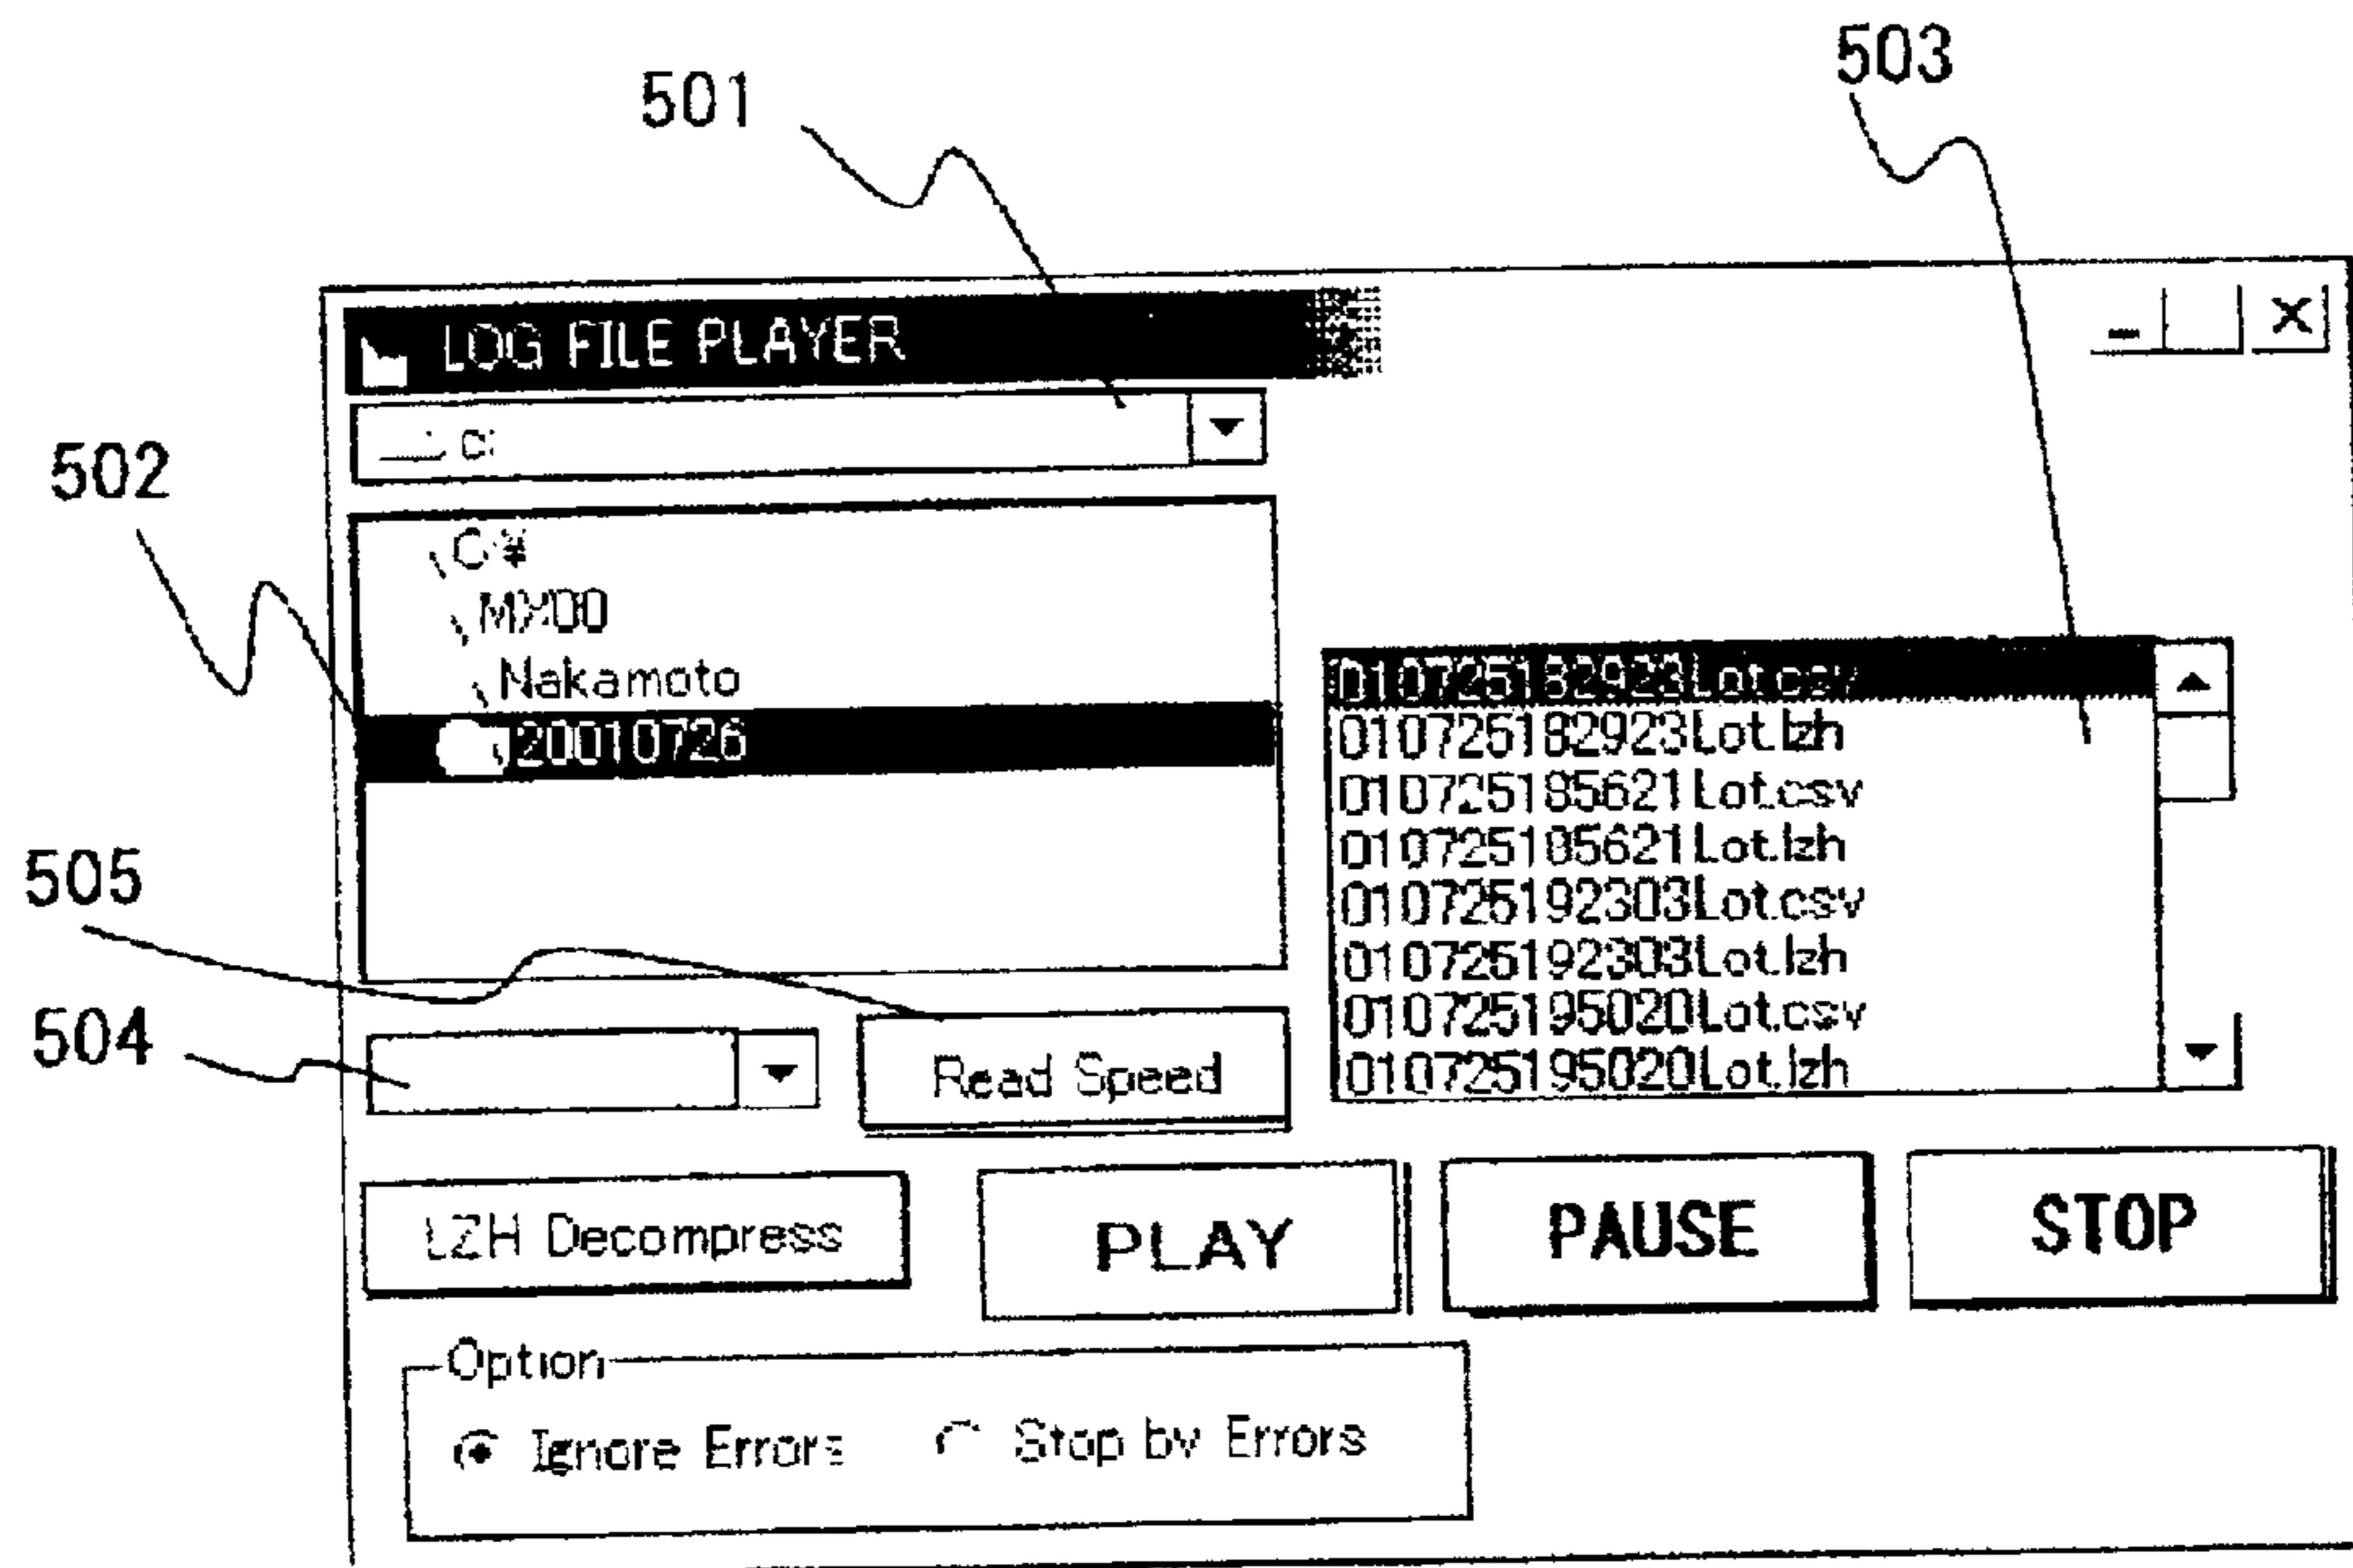 501
503
LOG FILE PLAYER
c:
502
C:¥
MX00
Nakamoto
20010726
010725182923Lot.csv
010725182923Lot.lzh
010725185621Lot.csv
010725185621Lot.lzh
010725192303Lot.csv
010725192303Lot.lzh
010725195020Lot.csv
010725195020Lot.lzh
505
504
Read Speed
LZH Decompress
PLAY
PAUSE
STOP
Option
Ignore Errors
Stop by Errors